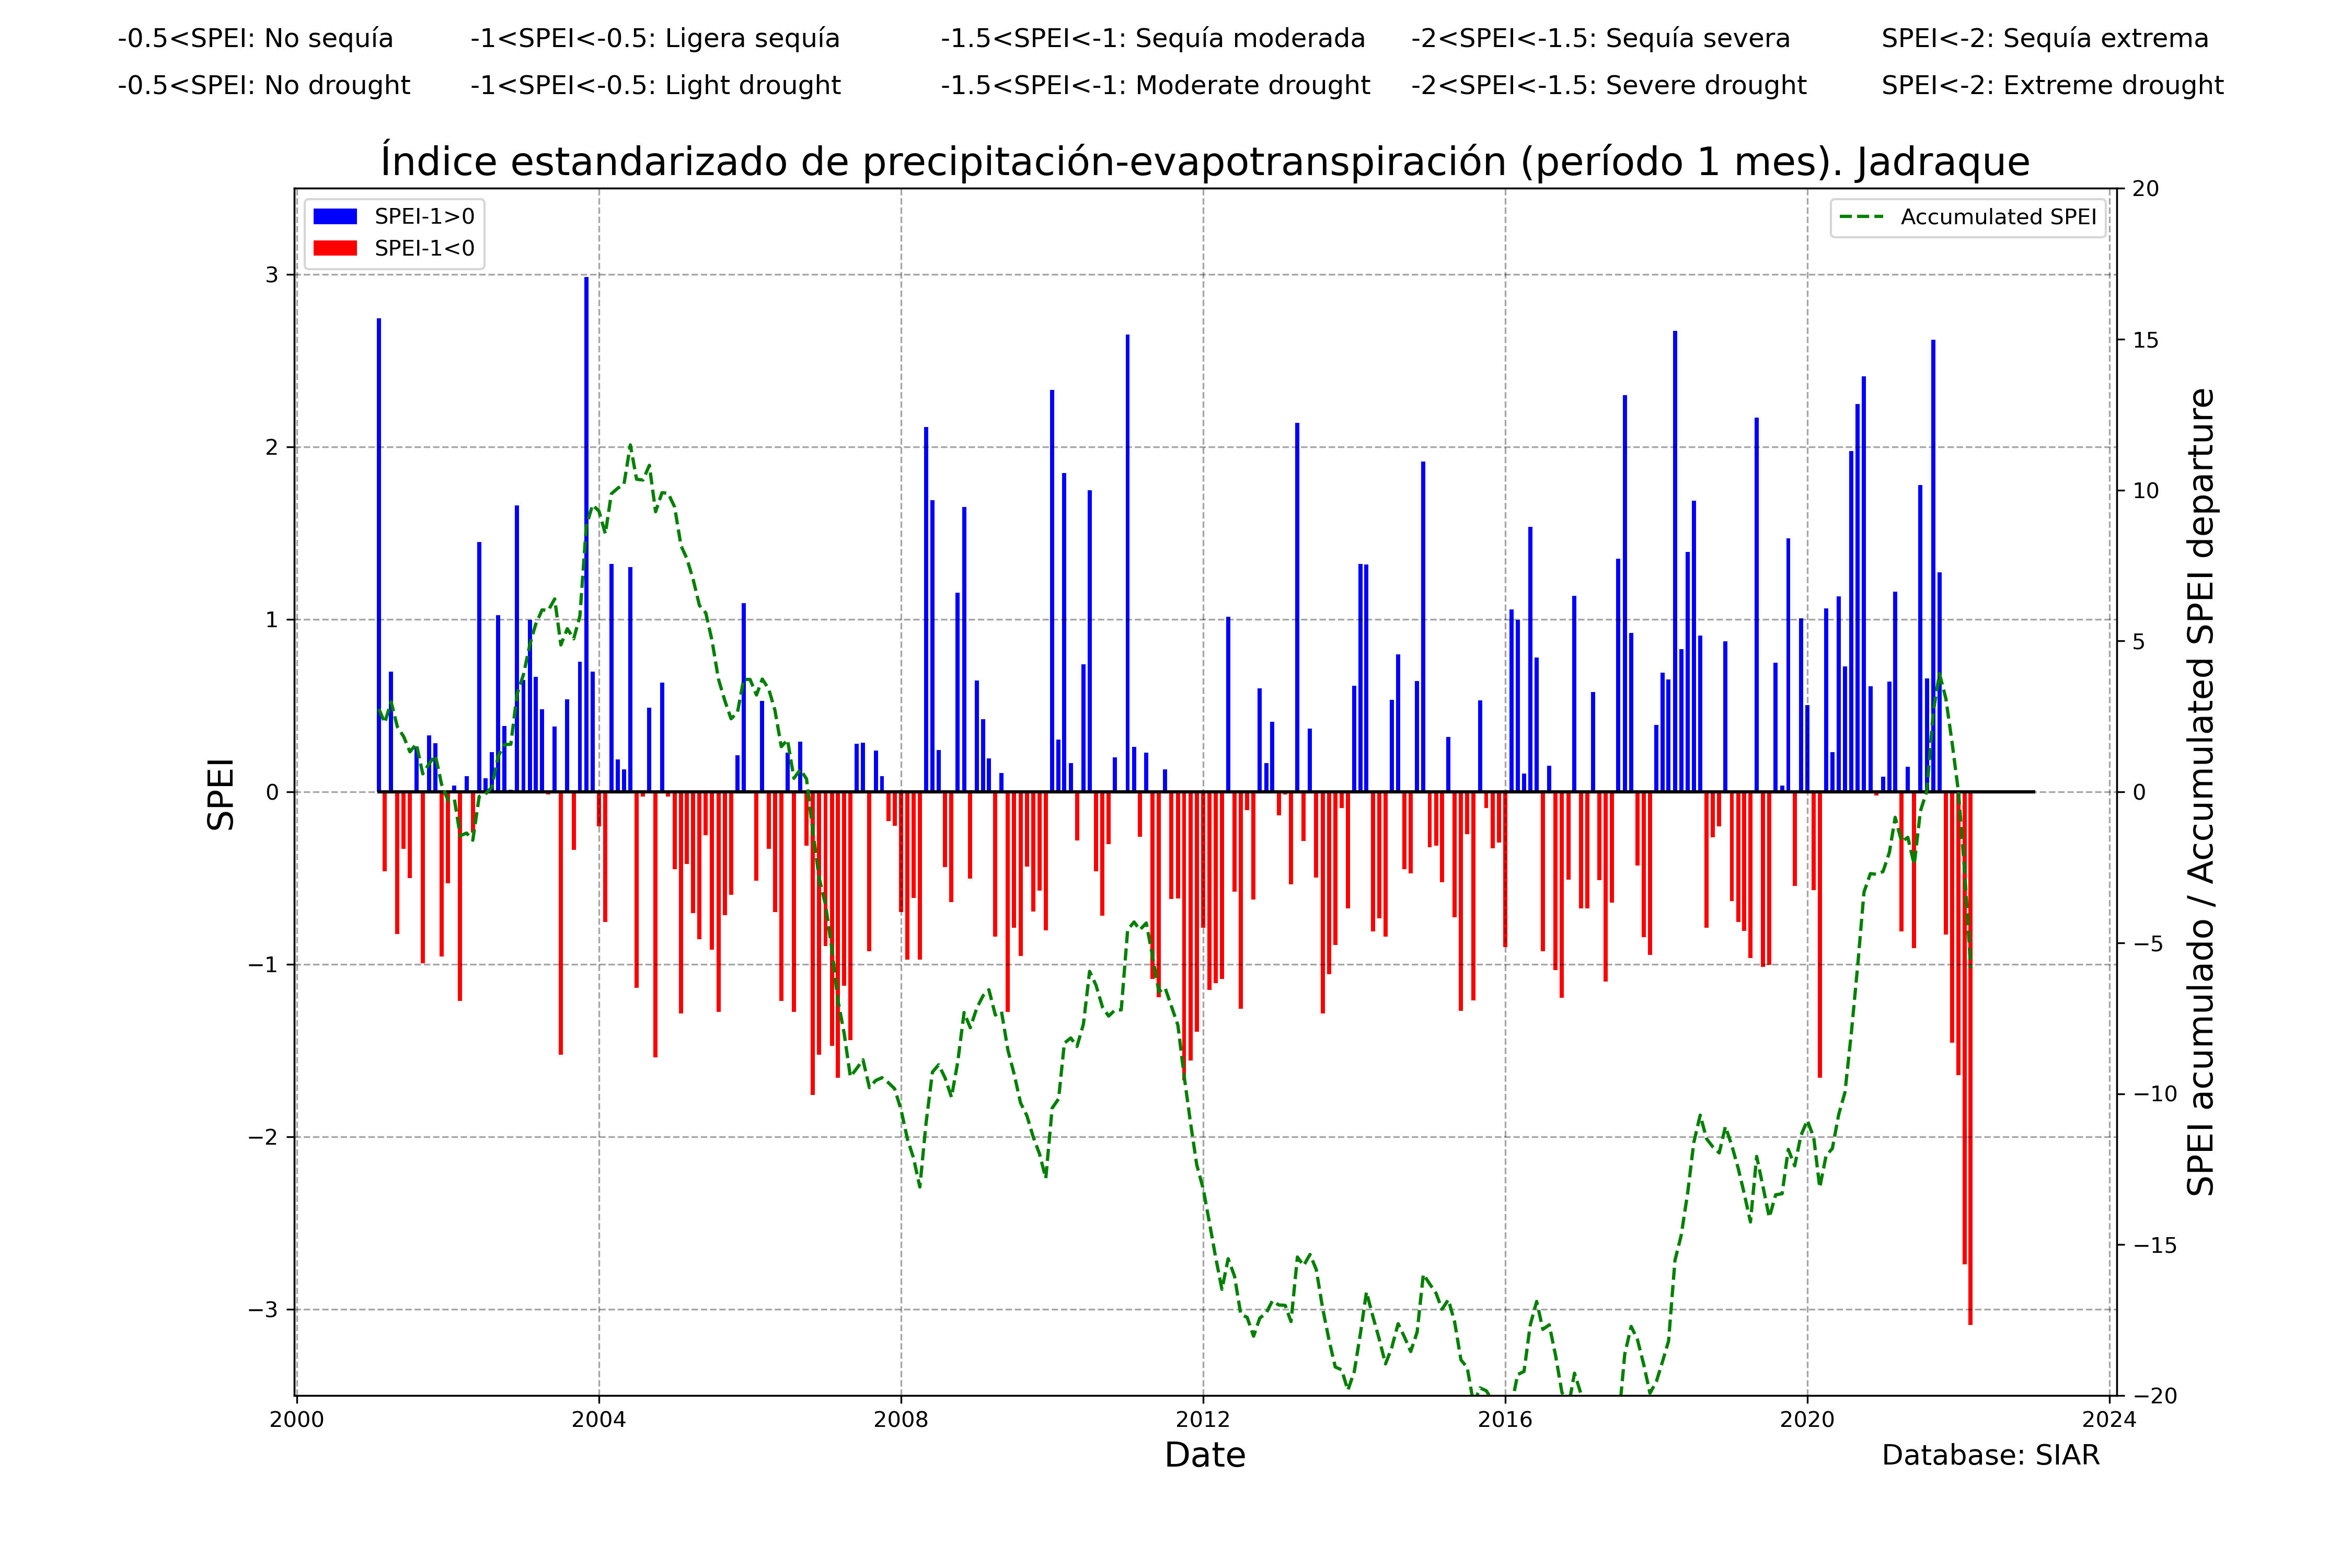 -0.5<SPEI: No sequía -1<SPEI<-0.5: Ligera sequía -1.5<SPEI<-1: Sequía moderada -2<SPEI<-1.5: Sequía severa SPEI<-2: Sequía extrema
-0.5<SPEI: No drought -1<SPEI<-0.5: Light drought -1.5<SPEI<-1: Moderate drought -2<SPEI<-1.5: Severe drought SPEI<-2: Extreme drought
Índice estandarizado de precipitación-evapotranspiración (período 1 mes). Jadraque
SPEI-1>0
SPEI-1<0
Accumulated SPEI
SPEI
3
2
1
0
−1
−2
−3
20
15
10
5
0
−5
−10
−15
−20
SPEI acumulado / Accumulated SPEI departure
2000 2004 2008 2012 2016 2020 2024
Date
Database: SIAR